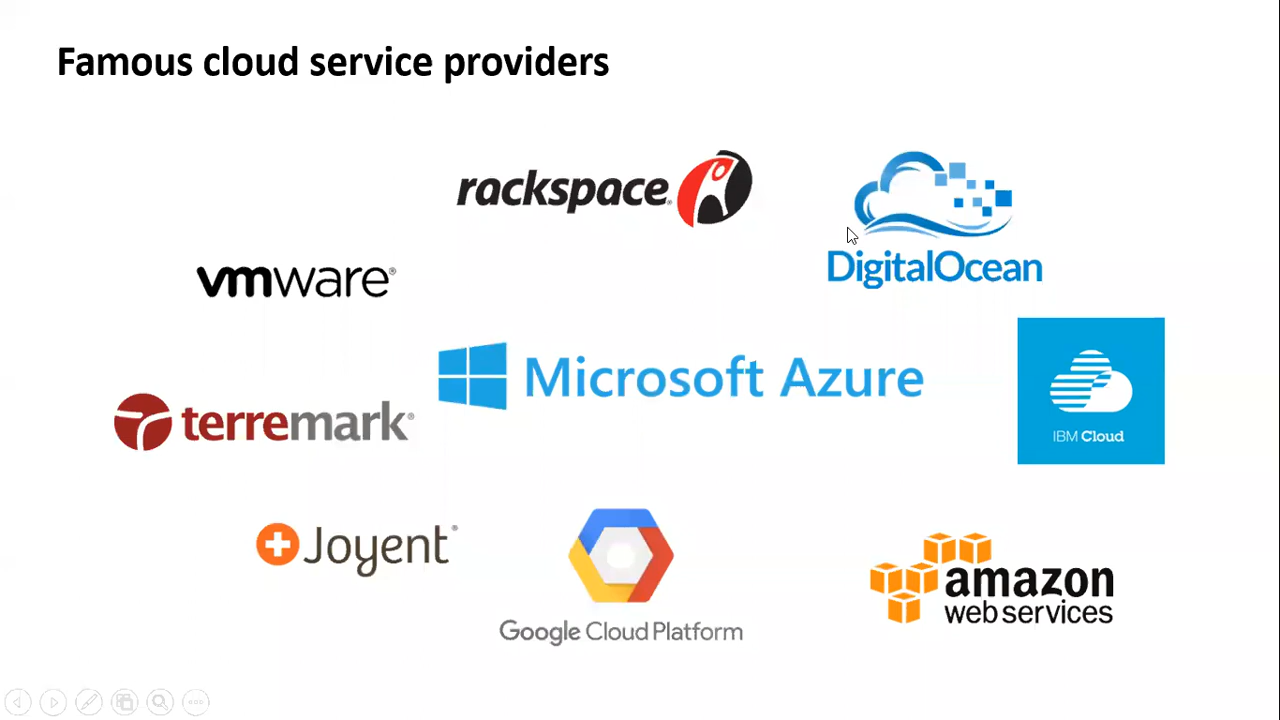 Famous cloud service providers
rackspace®
DigitalOcean
vmware®
Microsoft Azure
IBM Cloud
terremark®
Joyent®
Google Cloud Platform
amazon
web services